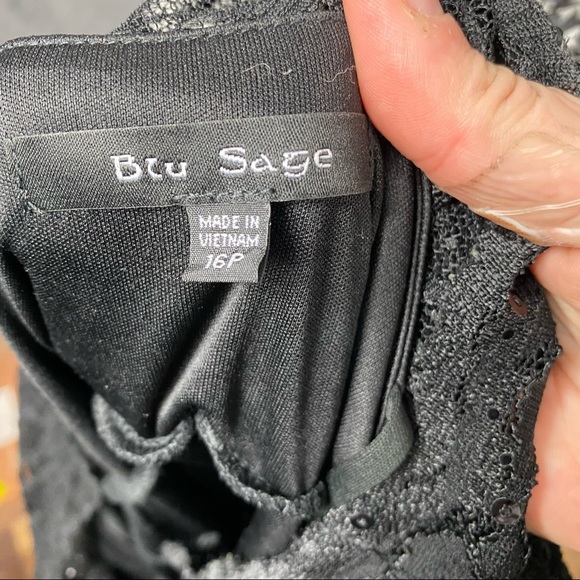 Blu Sage
MADE IN
VIETNAM
16P